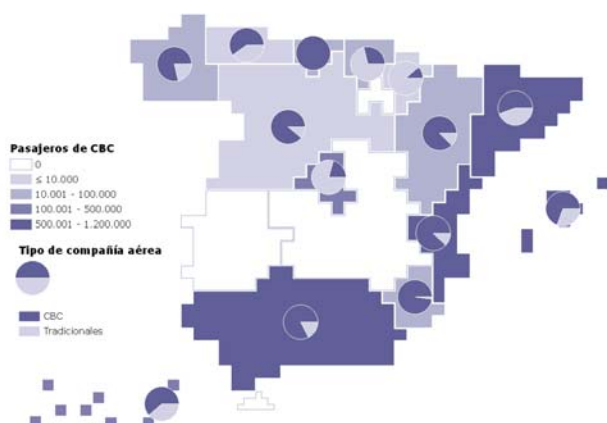 Pasajeros de CBC
0
≤ 10.000
10.001 - 100.000
100.001 - 500.000
500.001 - 1.200.000
Tipo de compañía aérea
CBC
Tradicionales